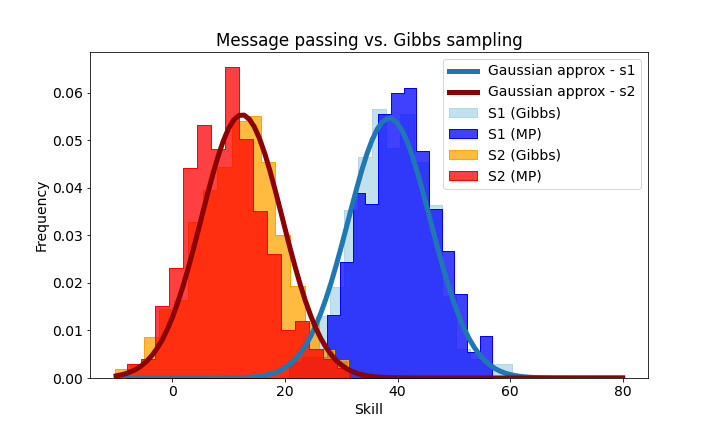 Message passing vs. Gibbs sampling
Gaussian approx - s1
Gaussian approx - s2
S1 (Gibbs)
S1 (MP)
S2 (Gibbs)
S2 (MP)
Frequency
0.06
0.05
0.04
0.03
0.02
0.01
0.00
0 20 40 60 80
Skill